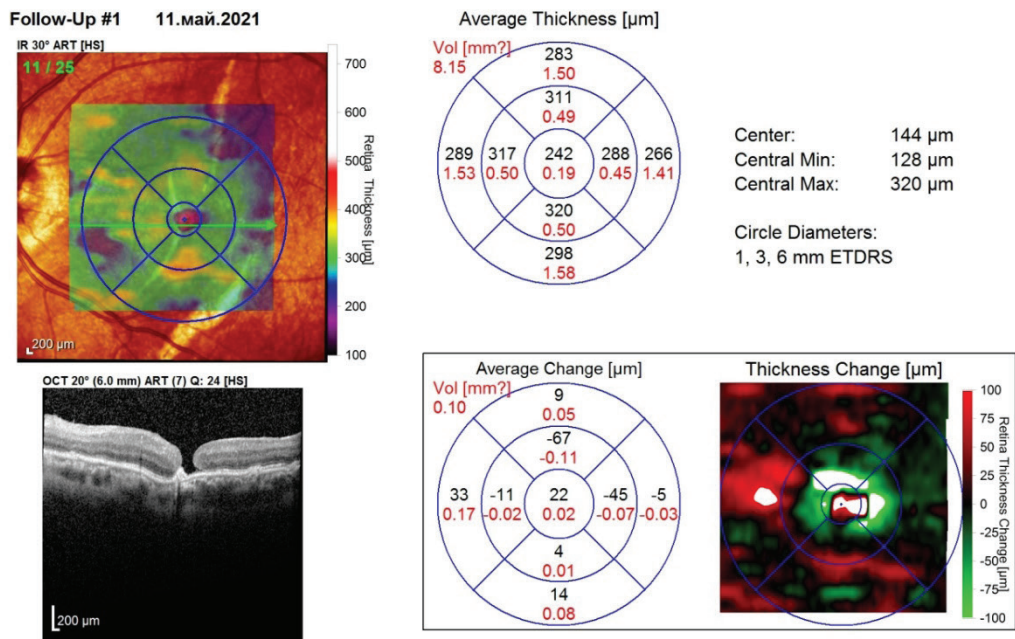 Follow-Up #1 11.май.2021
IR 30° ART [HS]
11 / 25
200 µm
700
600
500
400
300
200
100
Retina Thickness [µm]
Average Thickness [µm]
Vol [mm?]
8.15
283
1.50
311
0.49
289 317 242 288 266
1.53 0.50 0.19 0.45 1.41
320
0.50
298
1.58
Center: 144 µm
Central Min: 128 µm
Central Max: 320 µm
Circle Diameters:
1, 3, 6 mm ETDRS
OCT 20° (6.0 mm) ART (7) Q: 24 [HS]
200 µm
Average Change [µm]
Vol [mm?]
0.10
9
0.05
-67
-0.11
33 -11 22 -45 -5
0.17 -0.02 0.02 -0.07 -0.03
4
0.01
14
0.08
Thickness Change [µm]
100
75
50
25
0
-25
-50
-75
-100
Retina Thickness Change [µm]